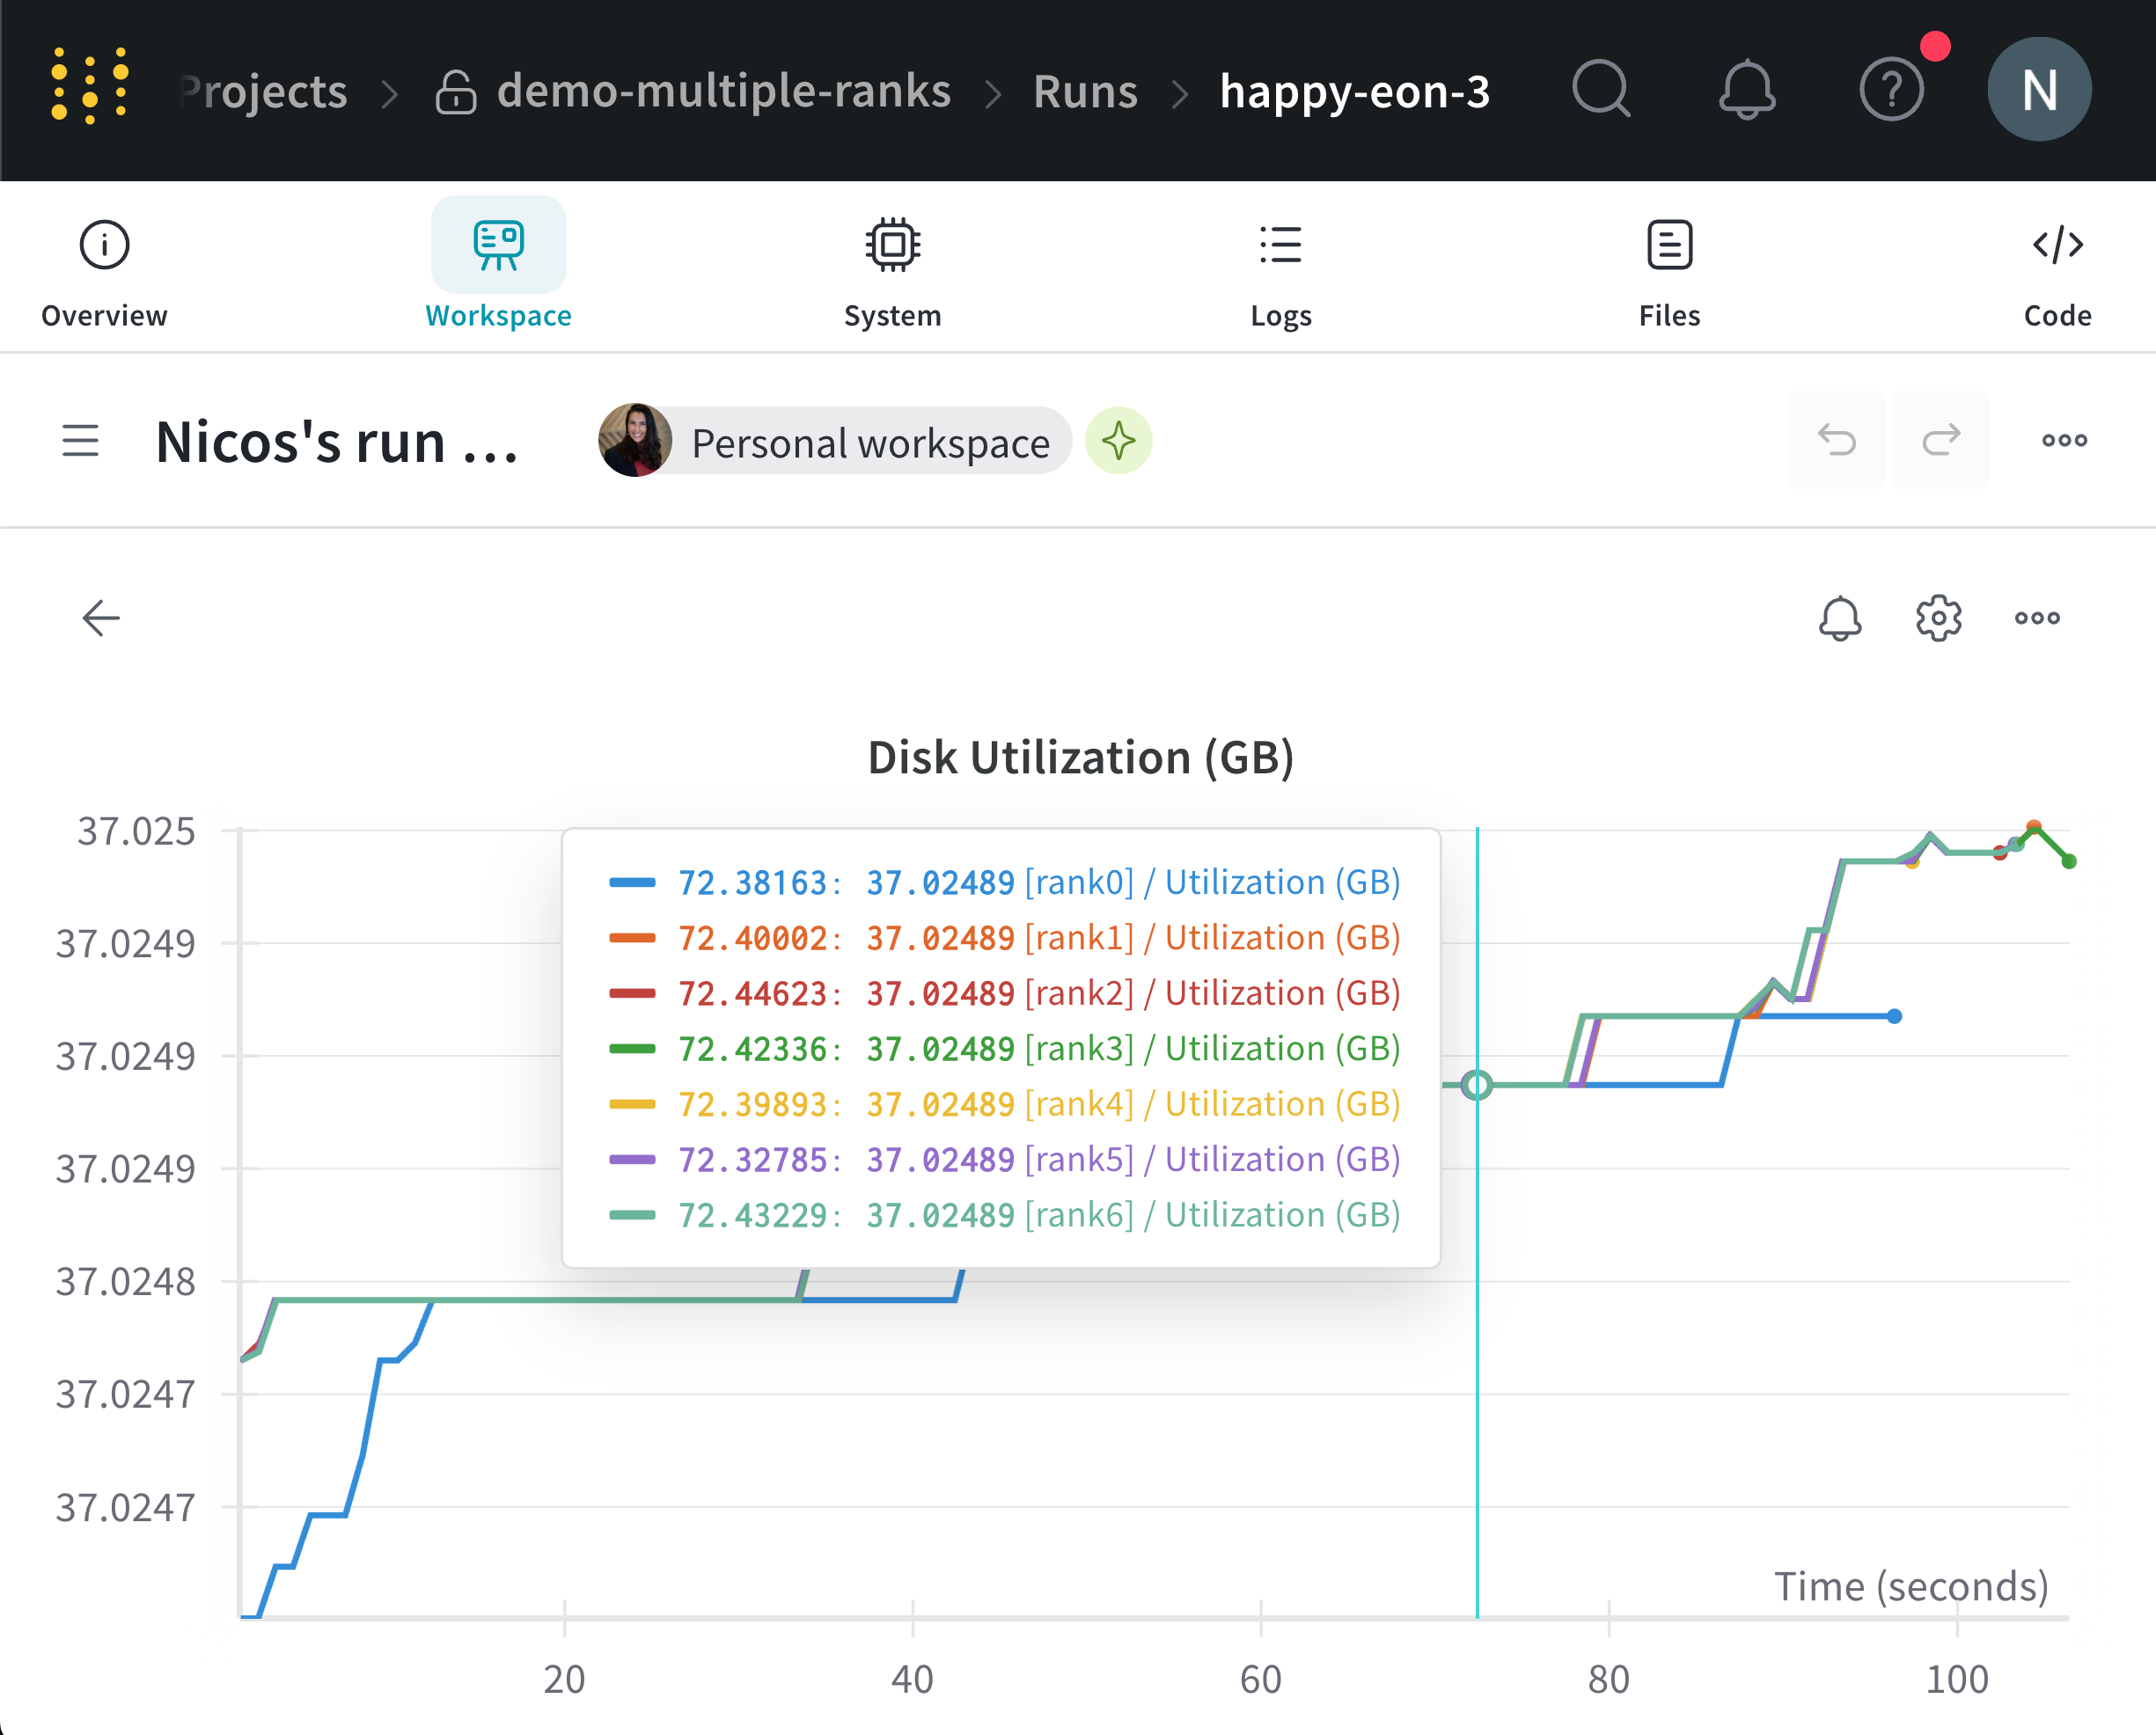 Projects > demo-multiple-ranks > Runs > happy-eon-3
N
Overview
Workspace
System
Logs
Files
Code
Nicos's run ...
Personal workspace
Disk Utilization (GB)
37.025
37.0249
37.0249
37.0249
37.0248
37.0247
37.0247
72.38163: 37.02489 [rank0] / Utilization (GB)
72.40002: 37.02489 [rank1] / Utilization (GB)
72.44623: 37.02489 [rank2] / Utilization (GB)
72.42336: 37.02489 [rank3] / Utilization (GB)
72.39893: 37.02489 [rank4] / Utilization (GB)
72.32785: 37.02489 [rank5] / Utilization (GB)
72.43229: 37.02489 [rank6] / Utilization (GB)
Time (seconds)
20 40 60 80 100